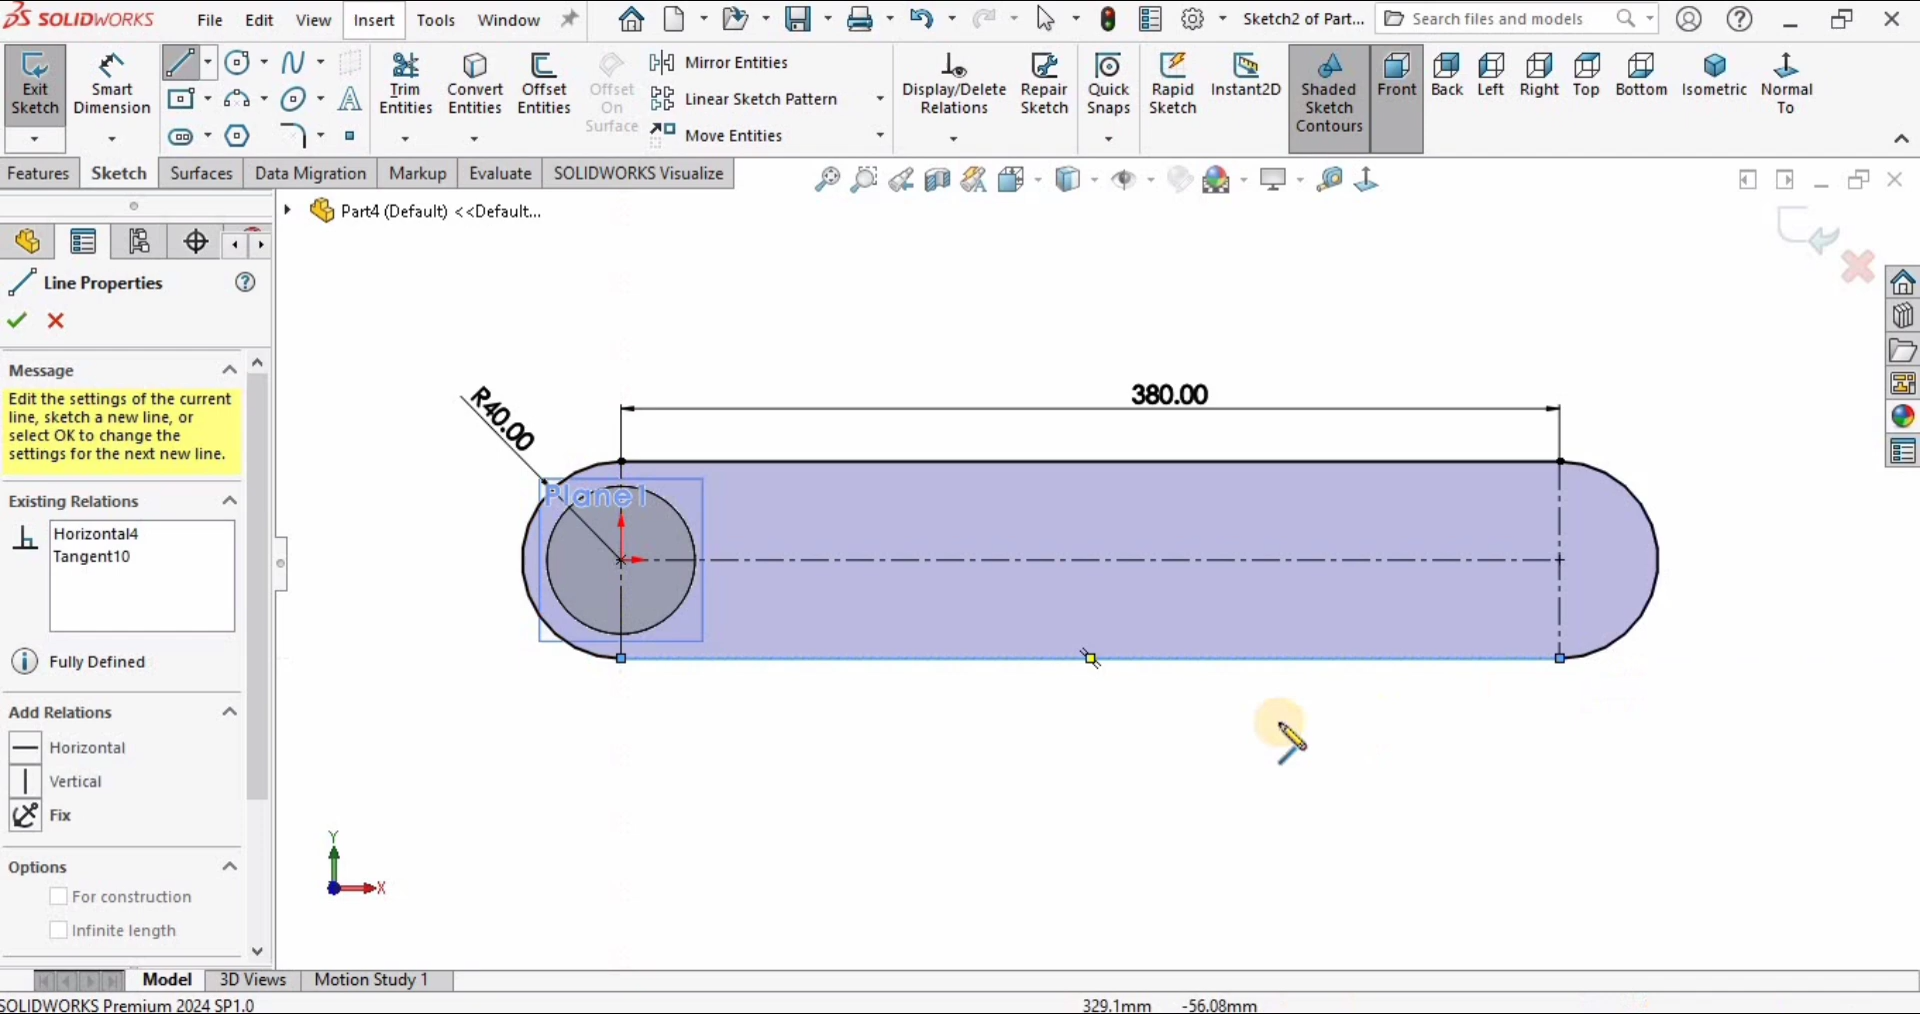 SOLIDWORKS File Edit View Insert Tools Window Sketch2 of Part... Search files and models
Exit Sketch
Smart Dimension
Trim Entities
Convert Entities
Offset Entities
Offset On Surface
Mirror Entities
Linear Sketch Pattern
Move Entities
Display/Delete Relations
Repair Sketch
Quick Snaps
Rapid Sketch
Instant2D
Shaded Sketch Contours
Front
Back
Left
Right
Top
Bottom
Isometric
Normal To
Features Sketch Surfaces Data Migration Markup Evaluate SOLIDWORKS Visualize
Part4 (Default) <<Default...
Line Properties
Message
Edit the settings of the current
line, sketch a new line, or
select OK to change the
settings for the next new line.
Existing Relations
Horizontal4
Tangent10
Fully Defined
Add Relations
Horizontal
Vertical
Fix
Options
For construction
Infinite length
R40.00
380.00
Plane1
Y
X
Model 3D Views Motion Study 1
SOLIDWORKS Premium 2024 SP1.0 329.1mm -56.08mm